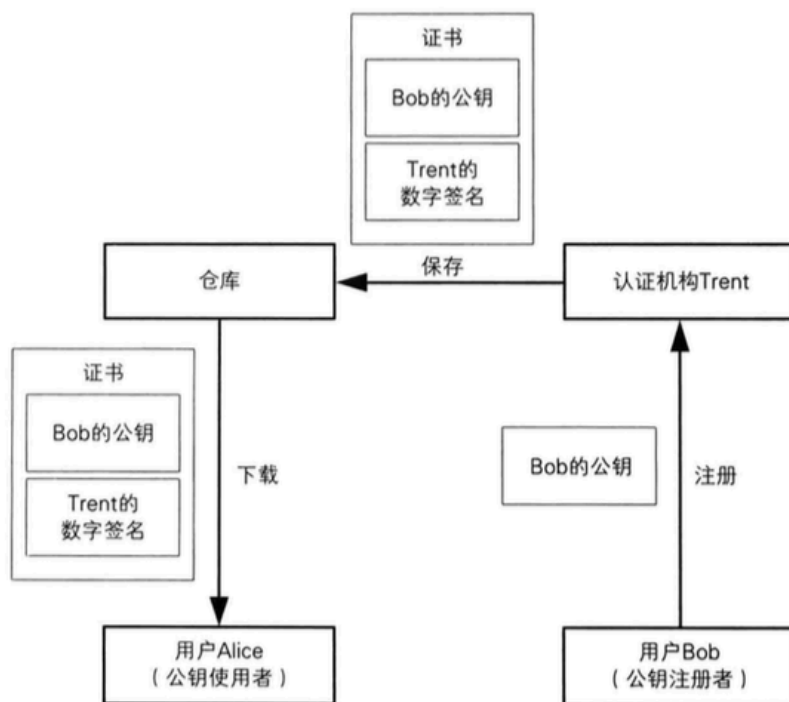 证书
Bob的公钥
Trent的
数字签名
仓库
保存
认证机构Trent
证书
Bob的公钥
Trent的
数字签名
下载
Bob的公钥
注册
用户Alice
（公钥使用者）
用户Bob
（公钥注册者）